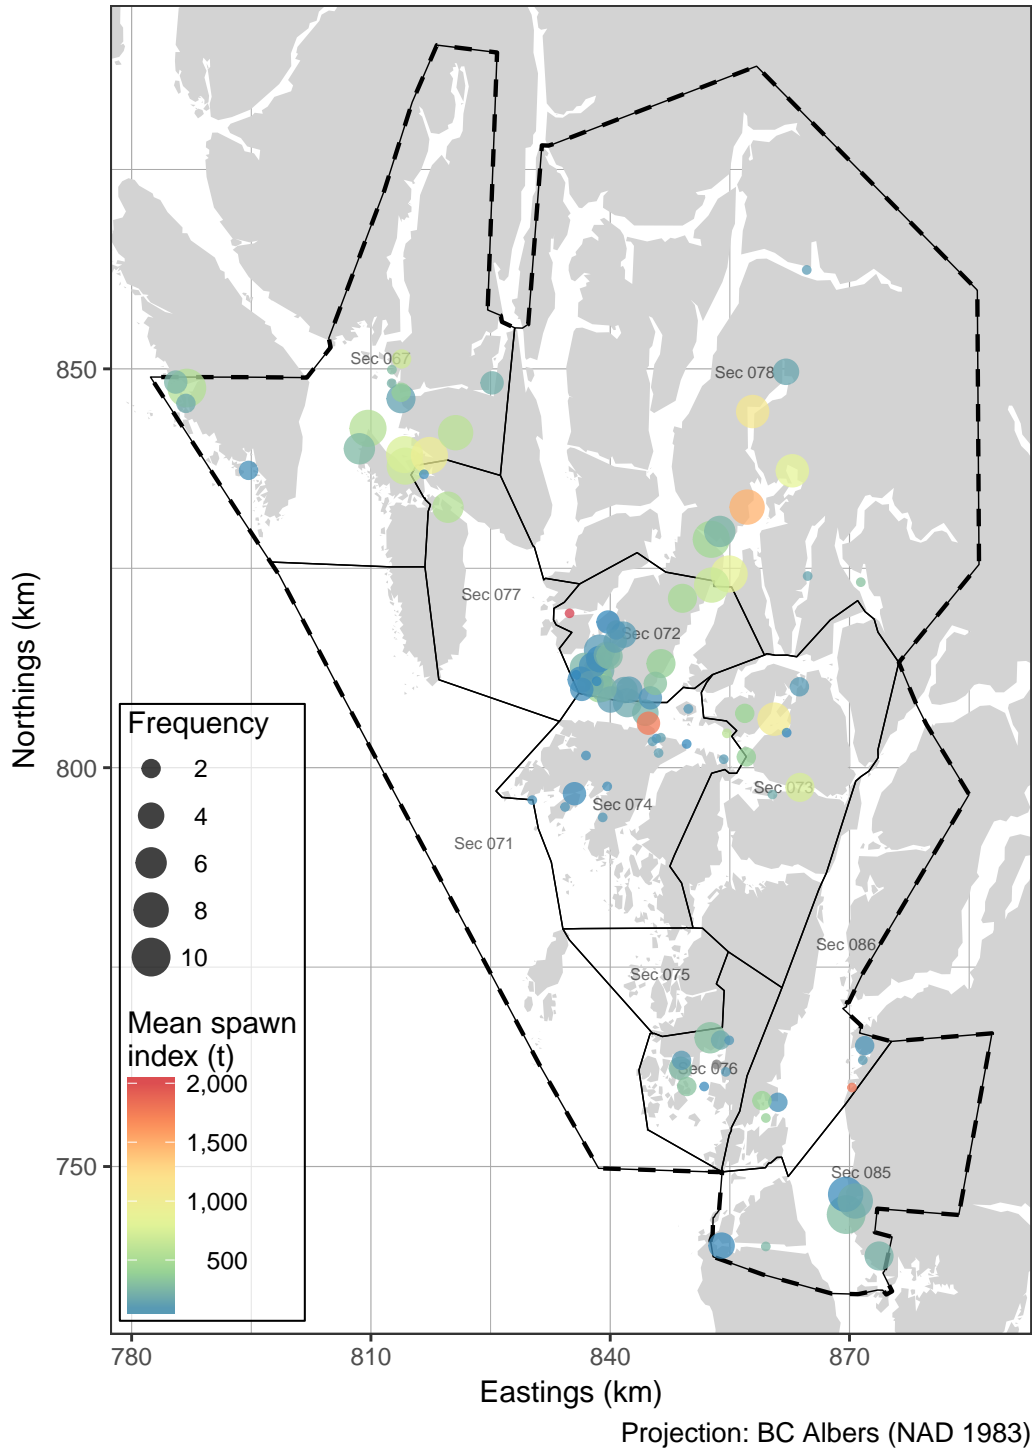 Sec 067
850
Sec 078
Northings (km)
Sec 077
Sec 072
800
Sec 073
Sec 074
Sec 071
Frequency
2
4
6
8
10
Sec 086
Sec 075
Mean spawn
index (t)
2,000
1,500
1,000
500
Sec 076
750
Sec 085
780
810
840
870
Eastings (km)
Projection: BC Albers (NAD 1983)